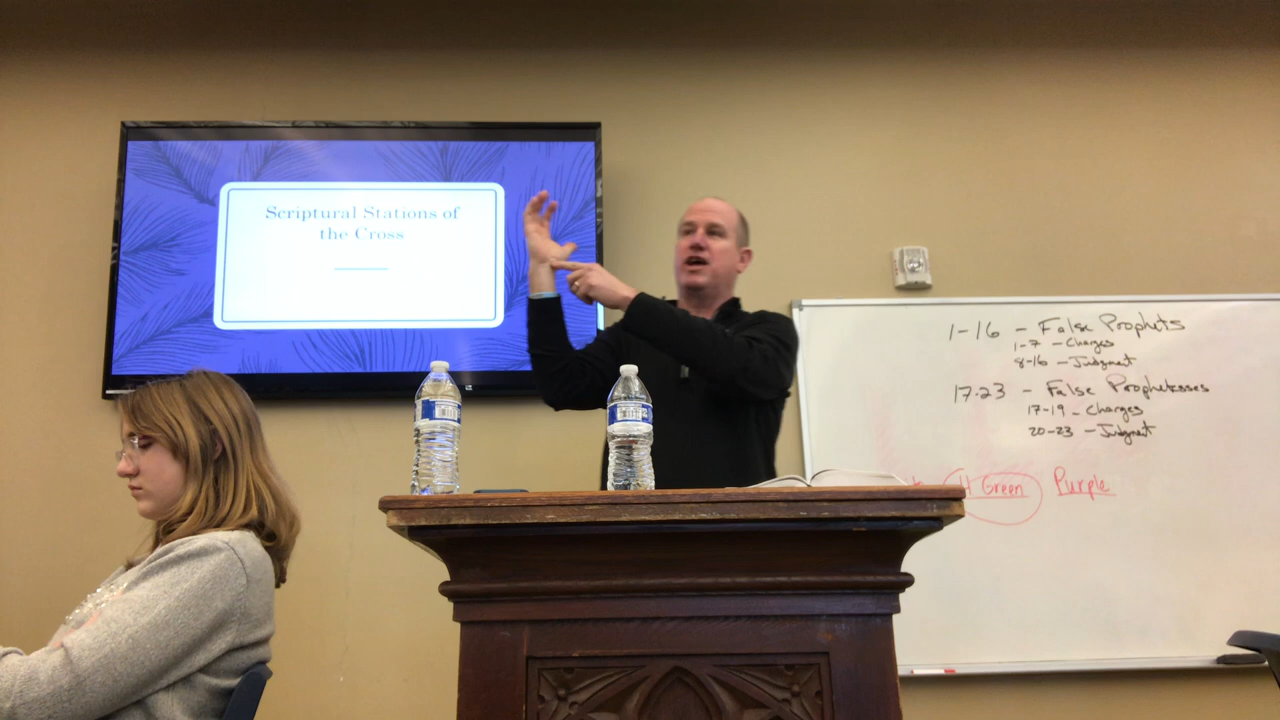 Scriptural Stations of
the Cross
1-16 - False Prophets
1-7 - Charges
8-16 - Judgment
17-23 - False Prophetesses
17-19 - Charges
20-23 - Judgment
Green Purple